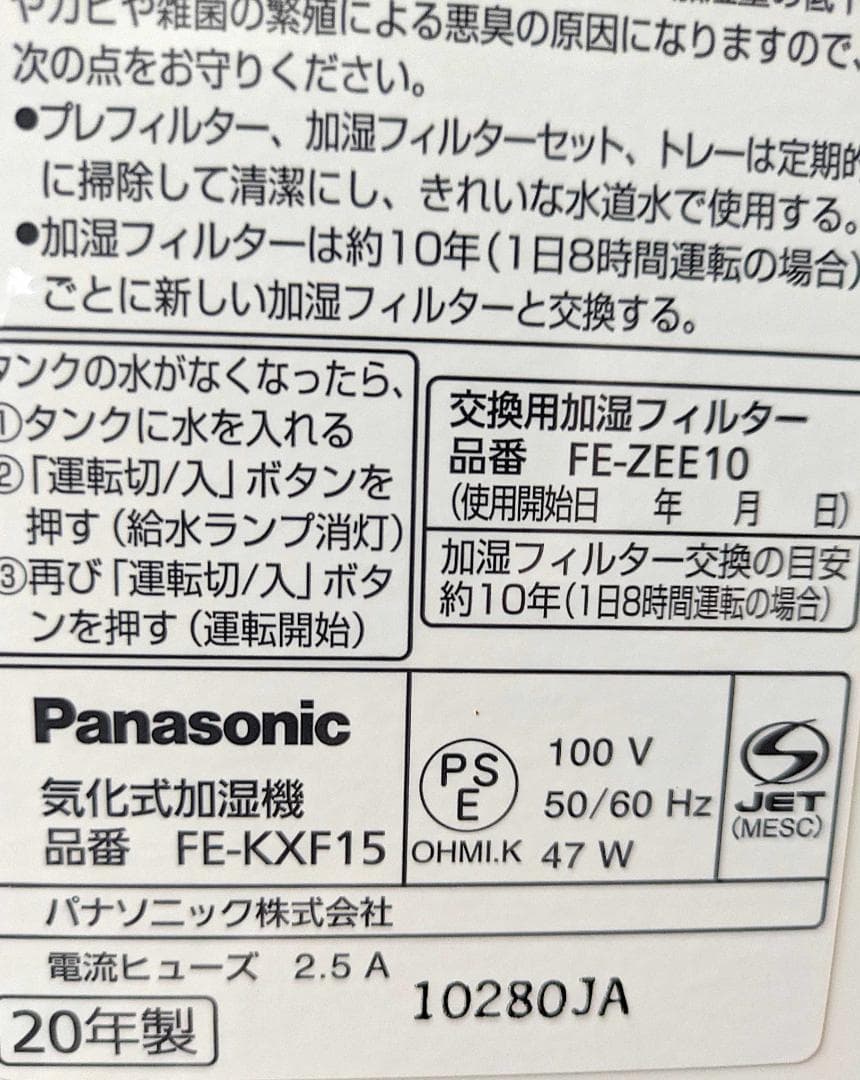 やカビや雑菌の繁殖による悪臭の原因になりますので、
次の点をお守りください。
●プレフィルター、加湿フィルターセット、トレーは定期的
に掃除して清潔にし、きれいな水道水で使用する。
●加湿フィルターは約10年(1日8時間運転の場合)
ごとに新しい加湿フィルターと交換する。
タンクの水がなくなったら、
①タンクに水を入れる
②「運転切/入」ボタンを
押す(給水ランプ消灯)
③再び「運転切/入」ボタ
ンを押す(運転開始)
交換用加湿フィルター
品番 FE-ZEE10
(使用開始日 年 月 日)
加湿フィルター交換の目安
約10年(1日8時間運転の場合)
Panasonic
気化式加湿機
品番 FE-KXF15
PS
E
OHMI.K
100 V
50/60 Hz
47 W
JET
(MESC)
パナソニック株式会社
電流ヒューズ 2.5 A
20年製
10280JA